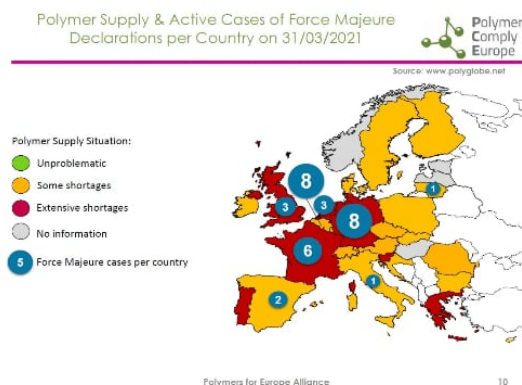 Polymer Supply & Active Cases of Force Majeure
Declarations per Country on 31/03/2021
Polymer
Comply
Europe
Source: www.polyglobe.net
Polymer Supply Situation:
Unproblematic
Some shortages
Extensive shortages
No information
5 Force Majeure cases per country
8
3
3
8
6
1
1
2
Polymers for Europe Alliance
10